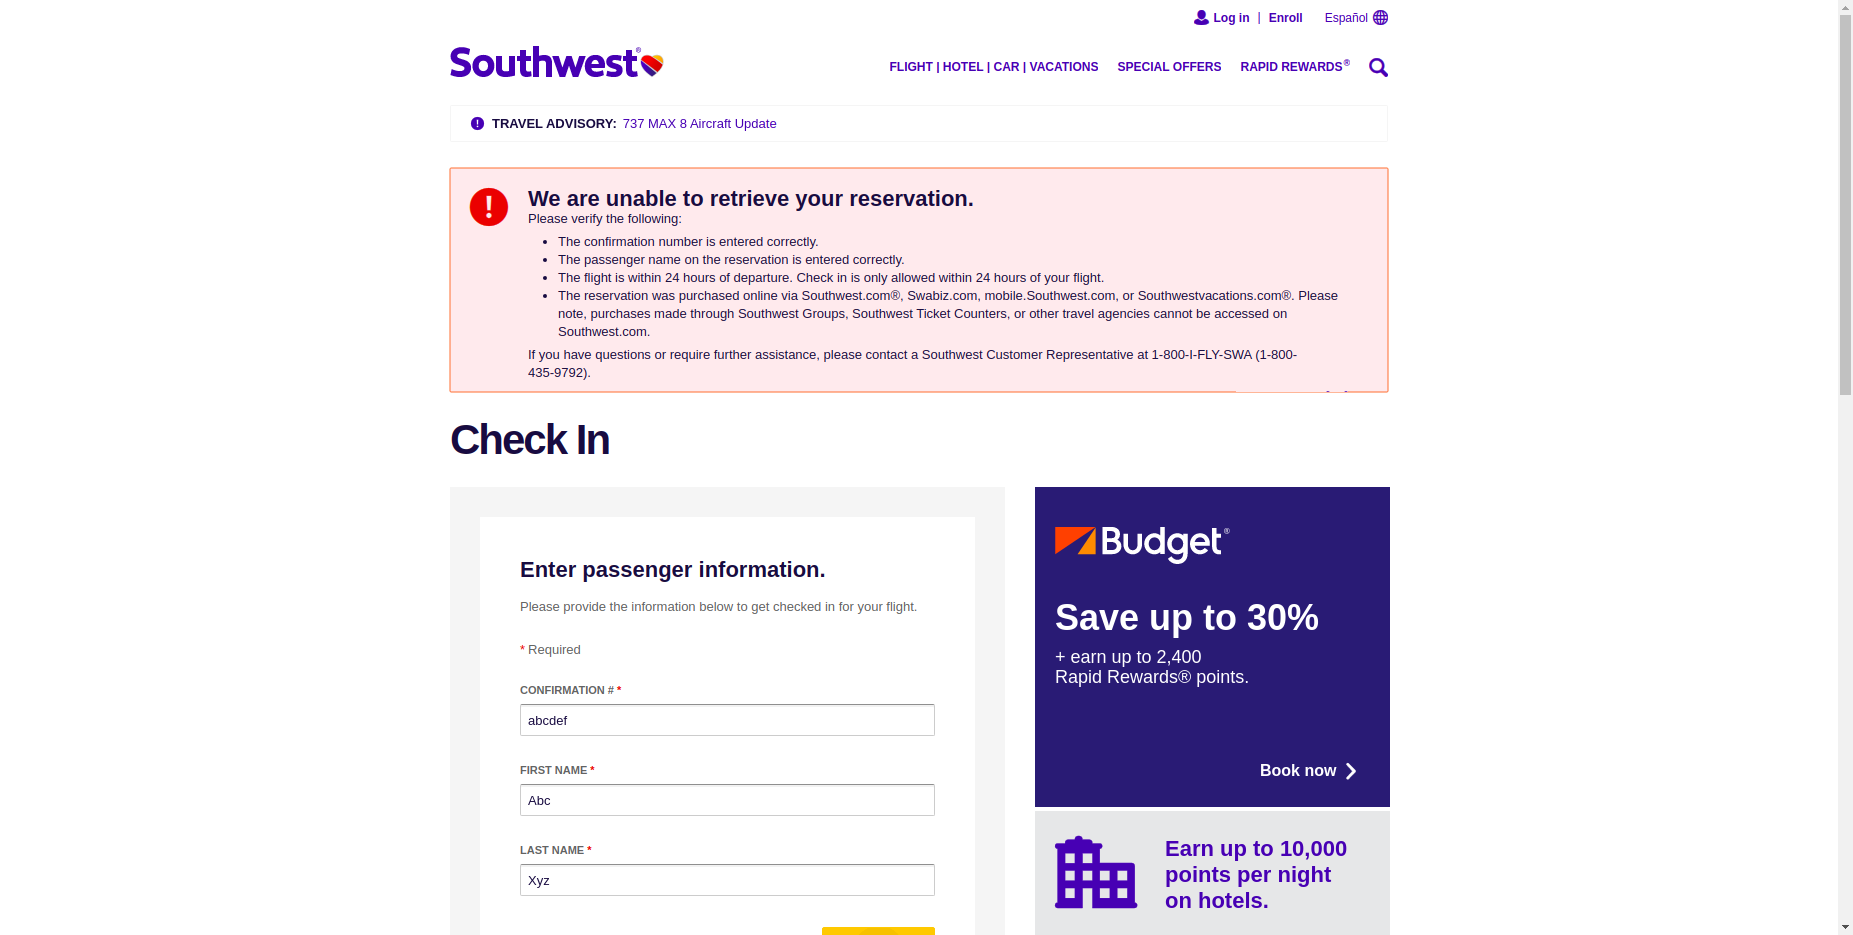 Log in | Enroll Español
Southwest®
FLIGHT | HOTEL | CAR | VACATIONS SPECIAL OFFERS RAPID REWARDS®
! TRAVEL ADVISORY: 737 MAX 8 Aircraft Update
! We are unable to retrieve your reservation.
Please verify the following:
• The confirmation number is entered correctly.
• The passenger name on the reservation is entered correctly.
• The flight is within 24 hours of departure. Check in is only allowed within 24 hours of your flight.
• The reservation was purchased online via Southwest.com®, Swabiz.com, mobile.Southwest.com, or Southwestvacations.com®. Please
note, purchases made through Southwest Groups, Southwest Ticket Counters, or other travel agencies cannot be accessed on
Southwest.com.
If you have questions or require further assistance, please contact a Southwest Customer Representative at 1-800-I-FLY-SWA (1-800-
435-9792).
Check In
Enter passenger information.
Please provide the information below to get checked in for your flight.
* Required
CONFIRMATION # *
abcdef
FIRST NAME *
Abc
LAST NAME *
Xyz
Budget®
Save up to 30%
+ earn up to 2,400
Rapid Rewards® points.
Book now
Earn up to 10,000
points per night
on hotels.